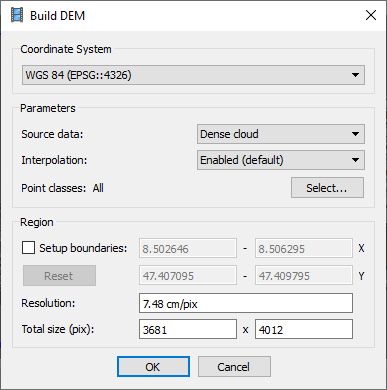 Build DEM
Coordinate System
WGS 84 (EPSG::4326)
Parameters
Source data: Dense cloud
Interpolation: Enabled (default)
Point classes: All Select...
Region
Setup boundaries: 8.502646 - 8.506295 X
Reset 47.407095 - 47.409795 Y
Resolution: 7.48 cm/pix
Total size (pix): 3681 x 4012
OK Cancel